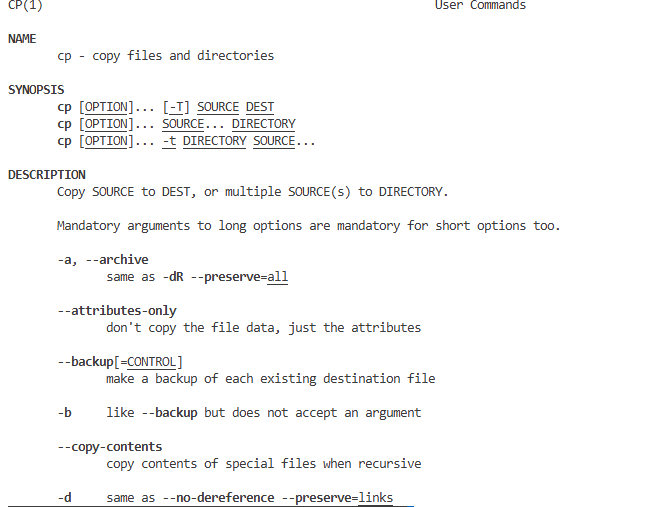 CP(1) User Commands
NAME
cp - copy files and directories
SYNOPSIS
cp [OPTION]... [-T] SOURCE DEST
cp [OPTION]... SOURCE... DIRECTORY
cp [OPTION]... -t DIRECTORY SOURCE...
DESCRIPTION
Copy SOURCE to DEST, or multiple SOURCE(s) to DIRECTORY.
Mandatory arguments to long options are mandatory for short options too.
-a, --archive
same as -dR --preserve=all
--attributes-only
don't copy the file data, just the attributes
--backup[=CONTROL]
make a backup of each existing destination file
-b like --backup but does not accept an argument
--copy-contents
copy contents of special files when recursive
-d same as --no-dereference --preserve=links